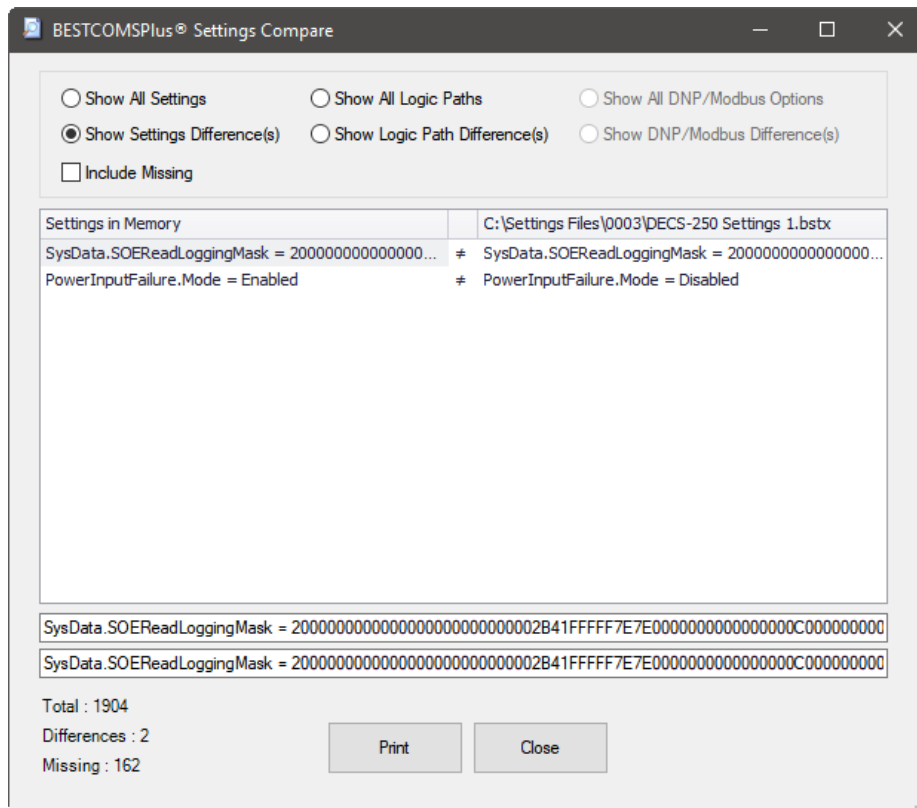 BESTCOMSPlus® Settings Compare
Show All Settings Show All Logic Paths Show All DNP/Modbus Options
Show Settings Difference(s) Show Logic Path Difference(s) Show DNP/Modbus Difference(s)
Include Missing
Settings in Memory C:\Settings Files\0003\DECS-250 Settings 1.bstx
SysData.SOEReadLoggingMask = 200000000000000... ≠ SysData.SOEReadLoggingMask = 2000000000000000...
PowerInputFailure.Mode = Enabled ≠ PowerInputFailure.Mode = Disabled
SysData.SOEReadLoggingMask = 2000000000000000000000000002B41FFFFF7E7E0000000000000000C000000000
SysData.SOEReadLoggingMask = 2000000000000000000000000002B41FFFFF7E7E0000000000000000C000000000
Total : 1904
Differences : 2
Missing : 162
Print Close